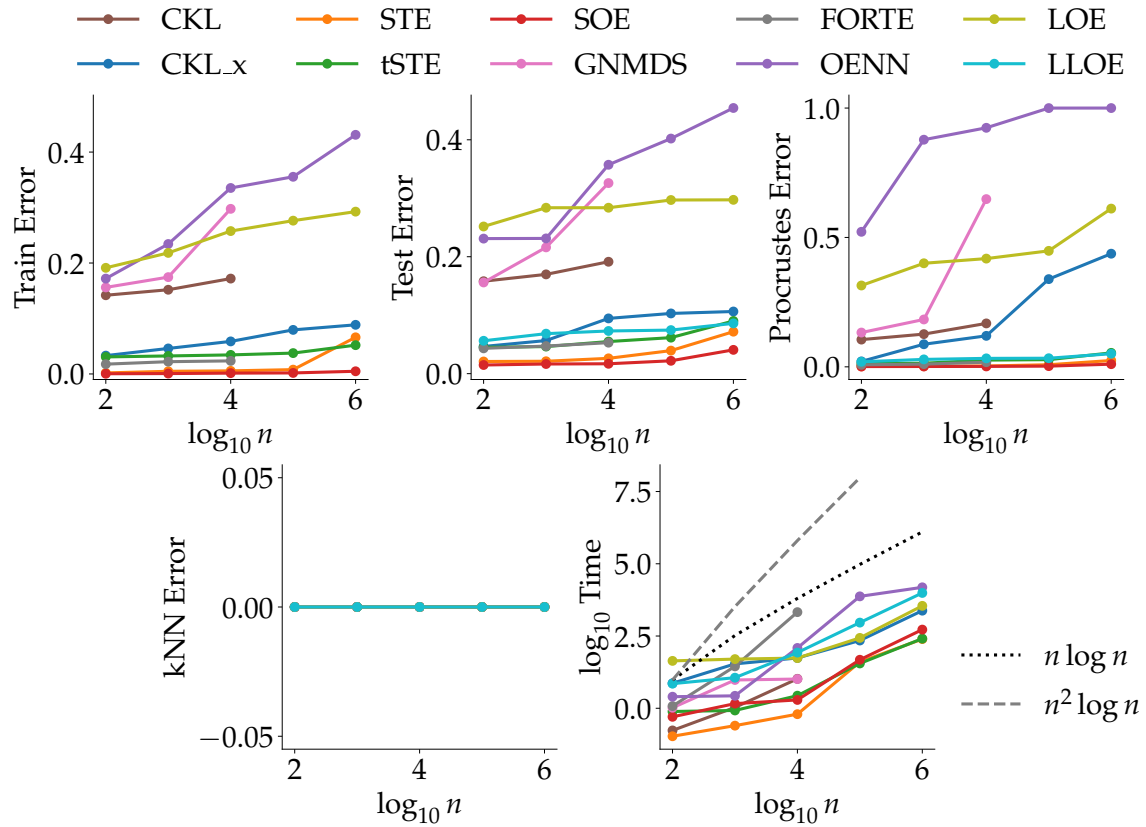 CKL STE SOE FORTE LOE
CKL_x tSTE GNMDS OENN LLOE
Train Error
0.4
0.2
0.0
2 4 6
log₁₀ n
Test Error
0.4
0.2
0.0
2 4 6
log₁₀ n
Procrustes Error
1.0
0.5
0.0
2 4 6
log₁₀ n
kNN Error
0.05
0.00
−0.05
2 4 6
log₁₀ n
log₁₀ Time
7.5
5.0
2.5
0.0
2 4 6
log₁₀ n
n log n
n² log n